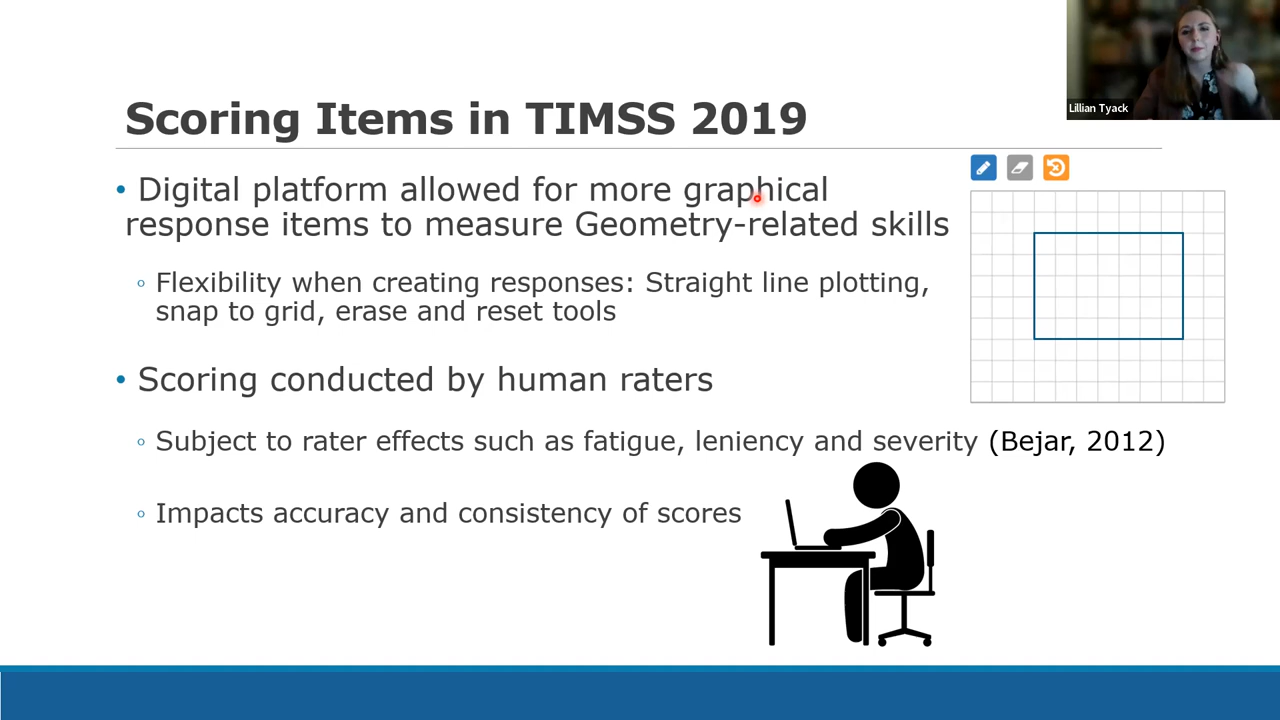 Lillian Tyack
Scoring Items in TIMSS 2019
• Digital platform allowed for more graphical
response items to measure Geometry-related skills
◦ Flexibility when creating responses: Straight line plotting,
snap to grid, erase and reset tools
• Scoring conducted by human raters
◦ Subject to rater effects such as fatigue, leniency and severity (Bejar, 2012)
◦ Impacts accuracy and consistency of scores